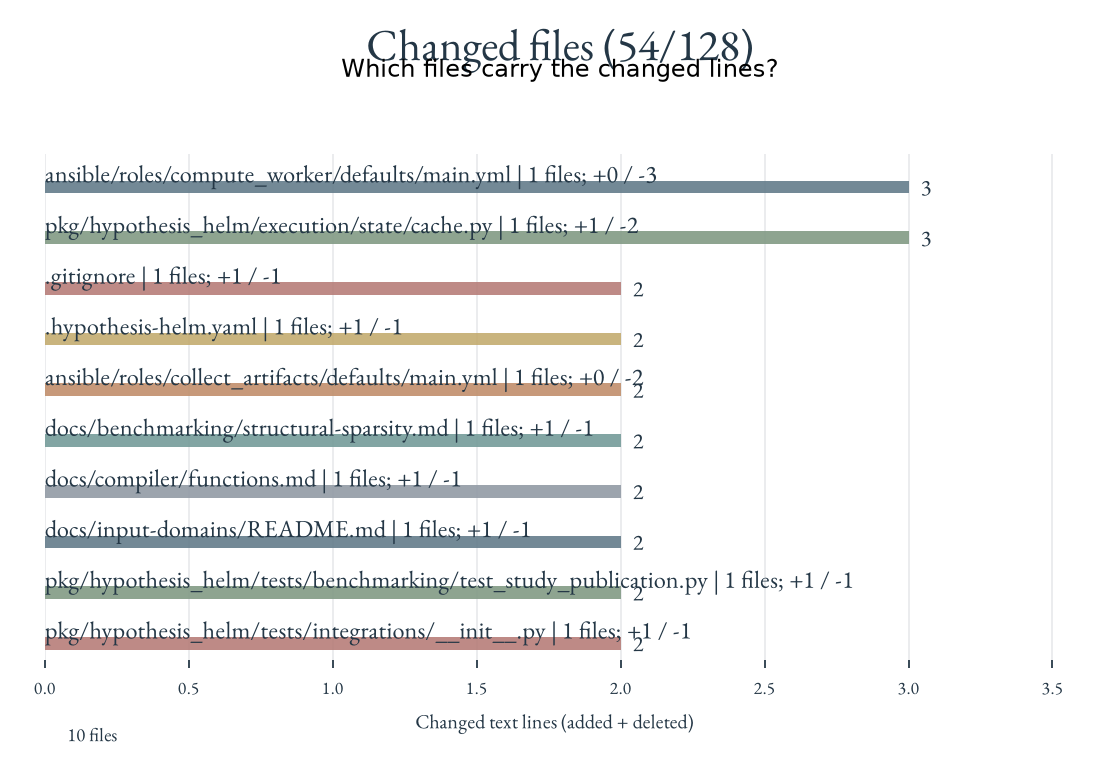 Changed files (54/128)
Which files carry the changed lines?
ansible/roles/compute_worker/defaults/main.yml | 1 files; +0 / -3
3
pkg/hypothesis_helm/execution/state/cache.py | 1 files; +1 / -2
3
.gitignore | 1 files; +1 / -1
2
.hypothesis-helm.yaml | 1 files; +1 / -1
2
ansible/roles/collect_artifacts/defaults/main.yml | 1 files; +0 / -2
2
docs/benchmarking/structural-sparsity.md | 1 files; +1 / -1
2
docs/compiler/functions.md | 1 files; +1 / -1
2
docs/input-domains/README.md | 1 files; +1 / -1
2
pkg/hypothesis_helm/tests/benchmarking/test_study_publication.py | 1 files; +1 / -1
2
pkg/hypothesis_helm/tests/integrations/__init__.py | 1 files; +1 / -1
2
0.0 0.5 1.0 1.5 2.0 2.5 3.0 3.5
Changed text lines (added + deleted)
10 files